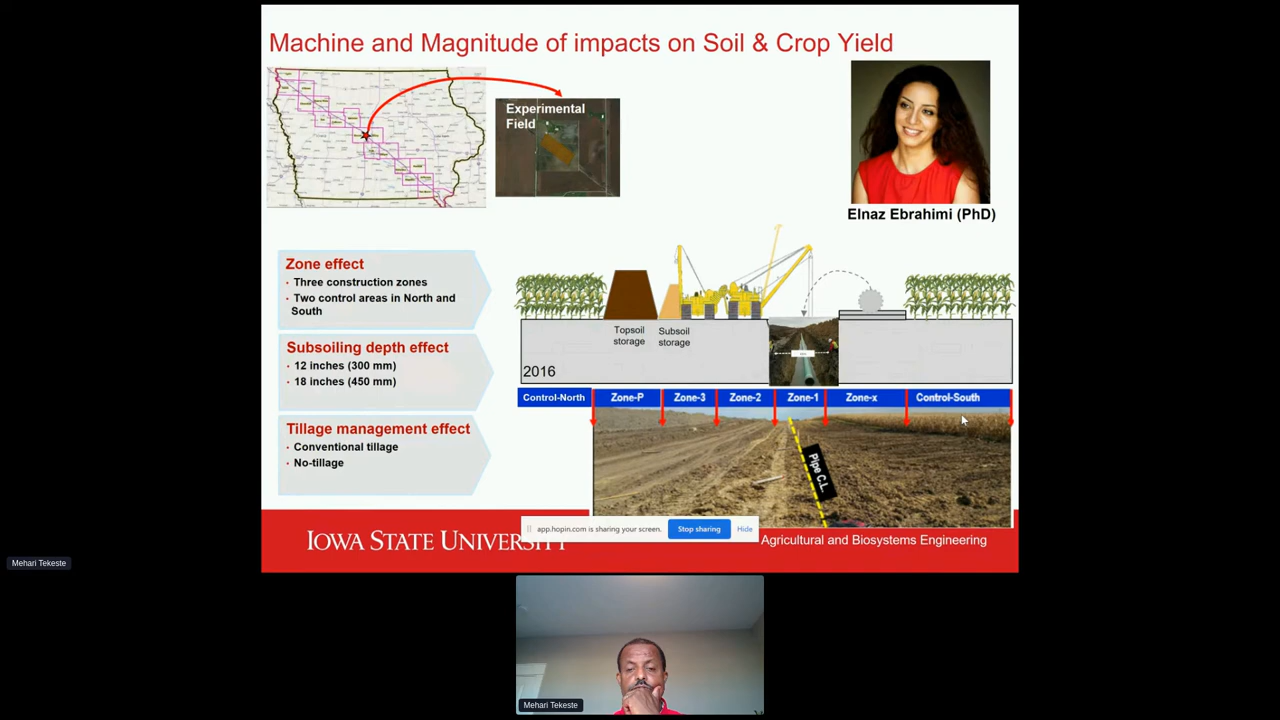 Machine and Magnitude of impacts on Soil & Crop Yield
Experimental
Field
Elnaz Ebrahimi (PhD)
Zone effect
• Three construction zones
• Two control areas in North and
South
Subsoiling depth effect
• 12 inches (300 mm)
• 18 inches (450 mm)
Tillage management effect
• Conventional tillage
• No-tillage
Topsoil
storage
Subsoil
storage
2016
Control-North
Zone-P
Zone-3
Zone-2
Zone-1
Zone-x
Control-South
Pipe C.L.
app.hopin.com is sharing your screen.
Stop sharing
Hide
IOWA STATE UNIVERSITY
Agricultural and Biosystems Engineering
Mehari Tekeste
Mehari Tekeste